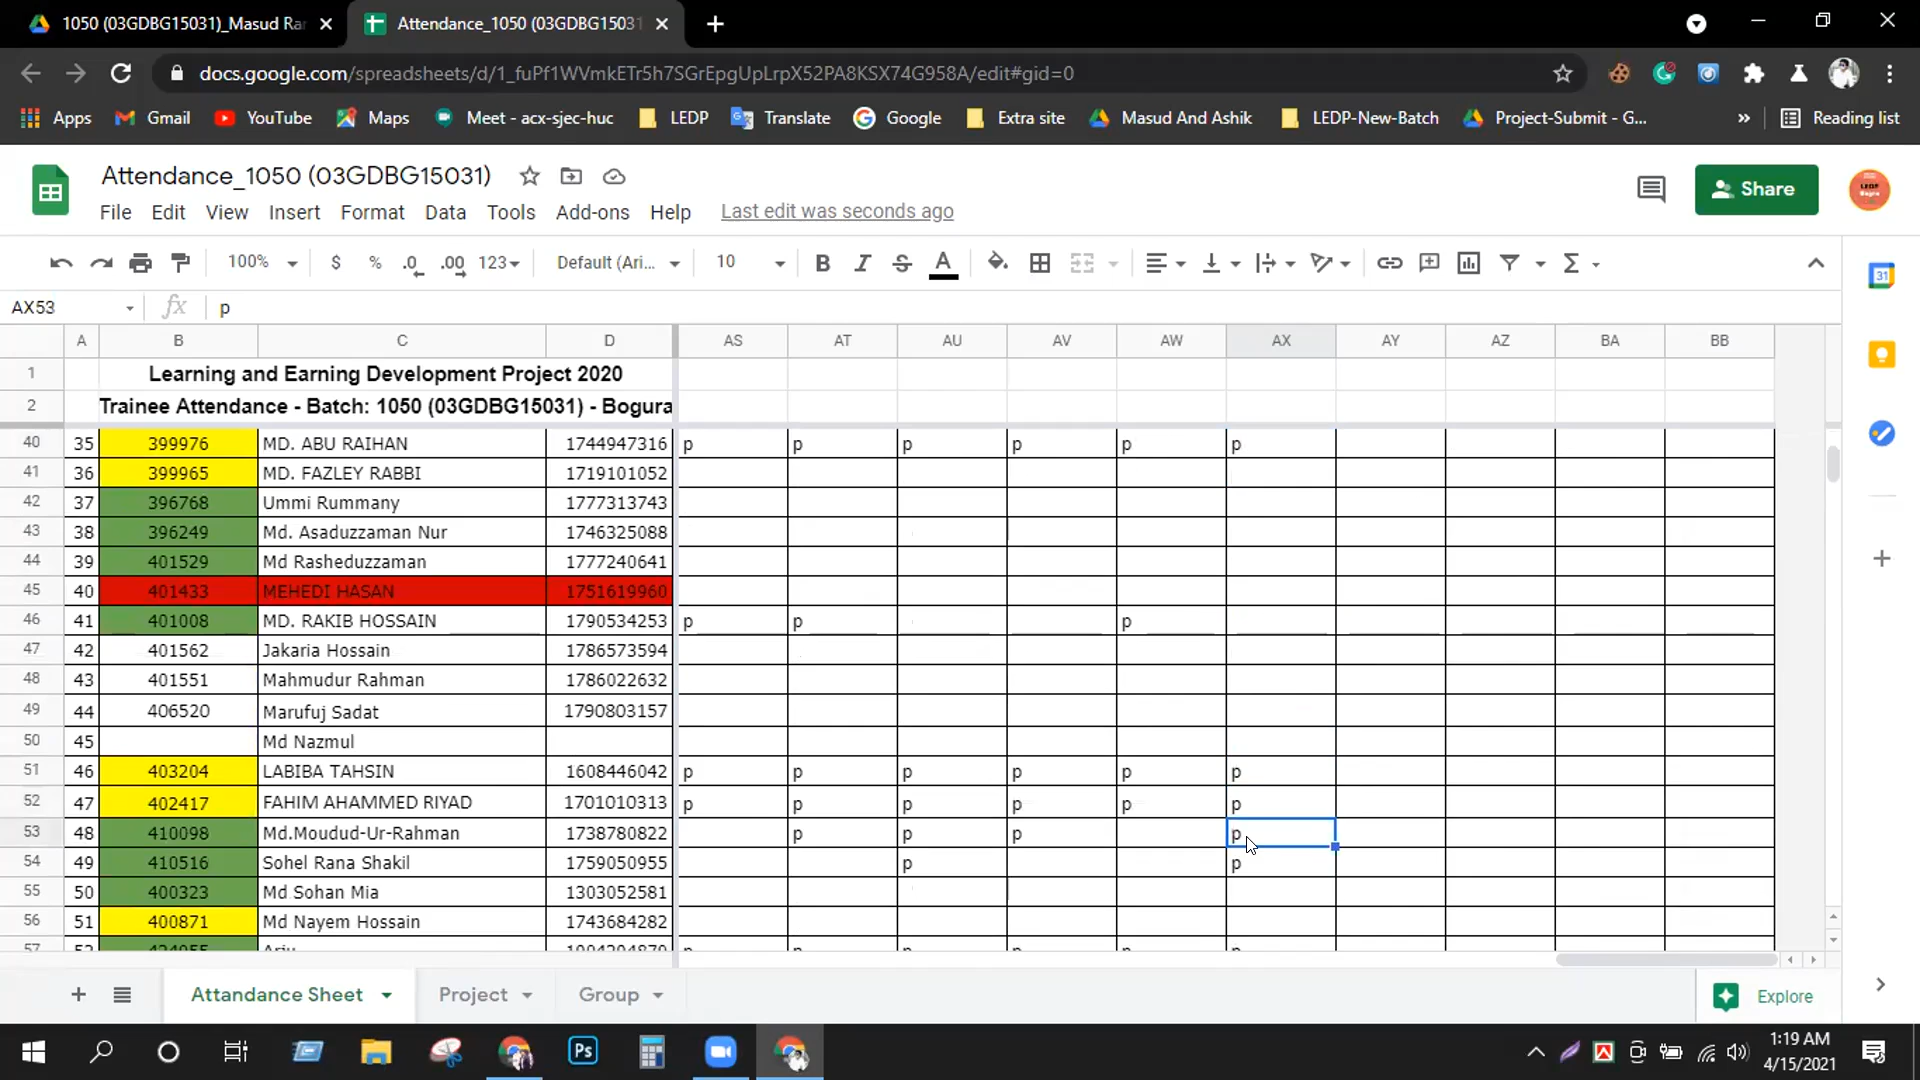 1050 (03GDBG15031)_Masud Ra
Attendance_1050 (03GDBG15031
docs.google.com/spreadsheets/d/1_fuPf1WVmkETr5h7SGrEpgUpLrpX52PA8KSX74G958A/edit#gid=0
Apps Gmail YouTube Maps Meet - acx-sjec-huc LEDP Translate Google Extra site Masud And Ashik LEDP-New-Batch Project-Submit - G... » Reading list
Attendance_1050 (03GDBG15031)
Share
File Edit View Insert Format Data Tools Add-ons Help Last edit was seconds ago
100% $ % .0 .00 123 Default (Ari... 10 B I S A Σ
31
AX53 fx p
A B C D AS AT AU AV AW AX AY AZ BA BB
1 Learning and Earning Development Project 2020
2 Trainee Attendance - Batch: 1050 (03GDBG15031) - Bogura
40 35 399976 MD. ABU RAIHAN 1744947316 p p p p p p
41 36 399965 MD. FAZLEY RABBI 1719101052
42 37 396768 Ummi Rummany 1777313743
43 38 396249 Md. Asaduzzaman Nur 1746325088
44 39 401529 Md Rasheduzzaman 1777240641
45 40 401433 MEHEDI HASAN 1751619960
46 41 401008 MD. RAKIB HOSSAIN 1790534253 p p p
47 42 401562 Jakaria Hossain 1786573594
48 43 401551 Mahmudur Rahman 1786022632
49 44 406520 Marufuj Sadat 1790803157
50 45 Md Nazmul
51 46 403204 LABIBA TAHSIN 1608446042 p p p p p p
52 47 402417 FAHIM AHAMMED RIYAD 1701010313 p p p p p p
53 48 410098 Md.Moudud-Ur-Rahman 1738780822 p p p p
54 49 410516 Sohel Rana Shakil 1759050955 p p
55 50 400323 Md Sohan Mia 1303052581
56 51 400871 Md Nayem Hossain 1743684282
57
Attandance Sheet Project Group Explore
Ps
1:19 AM
4/15/2021